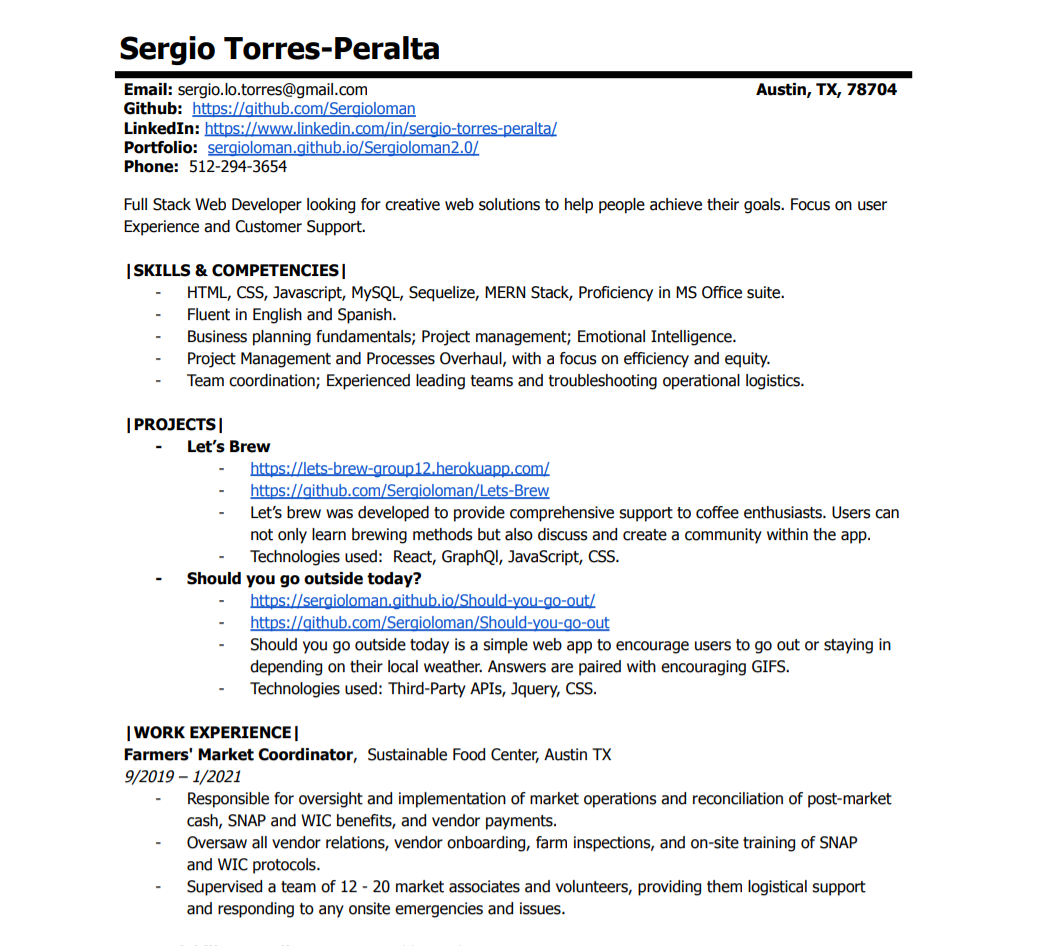 Sergio Torres-Peralta
Email: sergio.lo.torres@gmail.com Austin, TX, 78704
Github: https://github.com/Sergioloman
LinkedIn: https://www.linkedin.com/in/sergio-torres-peralta/
Portfolio: sergioloman.github.io/Sergioloman2.0/
Phone: 512-294-3654
Full Stack Web Developer looking for creative web solutions to help people achieve their goals. Focus on user
Experience and Customer Support.
|SKILLS & COMPETENCIES|
- HTML, CSS, Javascript, MySQL, Sequelize, MERN Stack, Proficiency in MS Office suite.
- Fluent in English and Spanish.
- Business planning fundamentals; Project management; Emotional Intelligence.
- Project Management and Processes Overhaul, with a focus on efficiency and equity.
- Team coordination; Experienced leading teams and troubleshooting operational logistics.
|PROJECTS|
- Let’s Brew
- https://lets-brew-group12.herokuapp.com/
- https://github.com/Sergioloman/Lets-Brew
- Let’s brew was developed to provide comprehensive support to coffee enthusiasts. Users can
not only learn brewing methods but also discuss and create a community within the app.
- Technologies used: React, GraphQl, JavaScript, CSS.
- Should you go outside today?
- https://sergioloman.github.io/Should-you-go-out/
- https://github.com/Sergioloman/Should-you-go-out
- Should you go outside today is a simple web app to encourage users to go out or staying in
depending on their local weather. Answers are paired with encouraging GIFS.
- Technologies used: Third-Party APIs, Jquery, CSS.
|WORK EXPERIENCE|
Farmers' Market Coordinator, Sustainable Food Center, Austin TX
9/2019 – 1/2021
- Responsible for oversight and implementation of market operations and reconciliation of post-market
cash, SNAP and WIC benefits, and vendor payments.
- Oversaw all vendor relations, vendor onboarding, farm inspections, and on-site training of SNAP
and WIC protocols.
- Supervised a team of 12 - 20 market associates and volunteers, providing them logistical support
and responding to any onsite emergencies and issues.